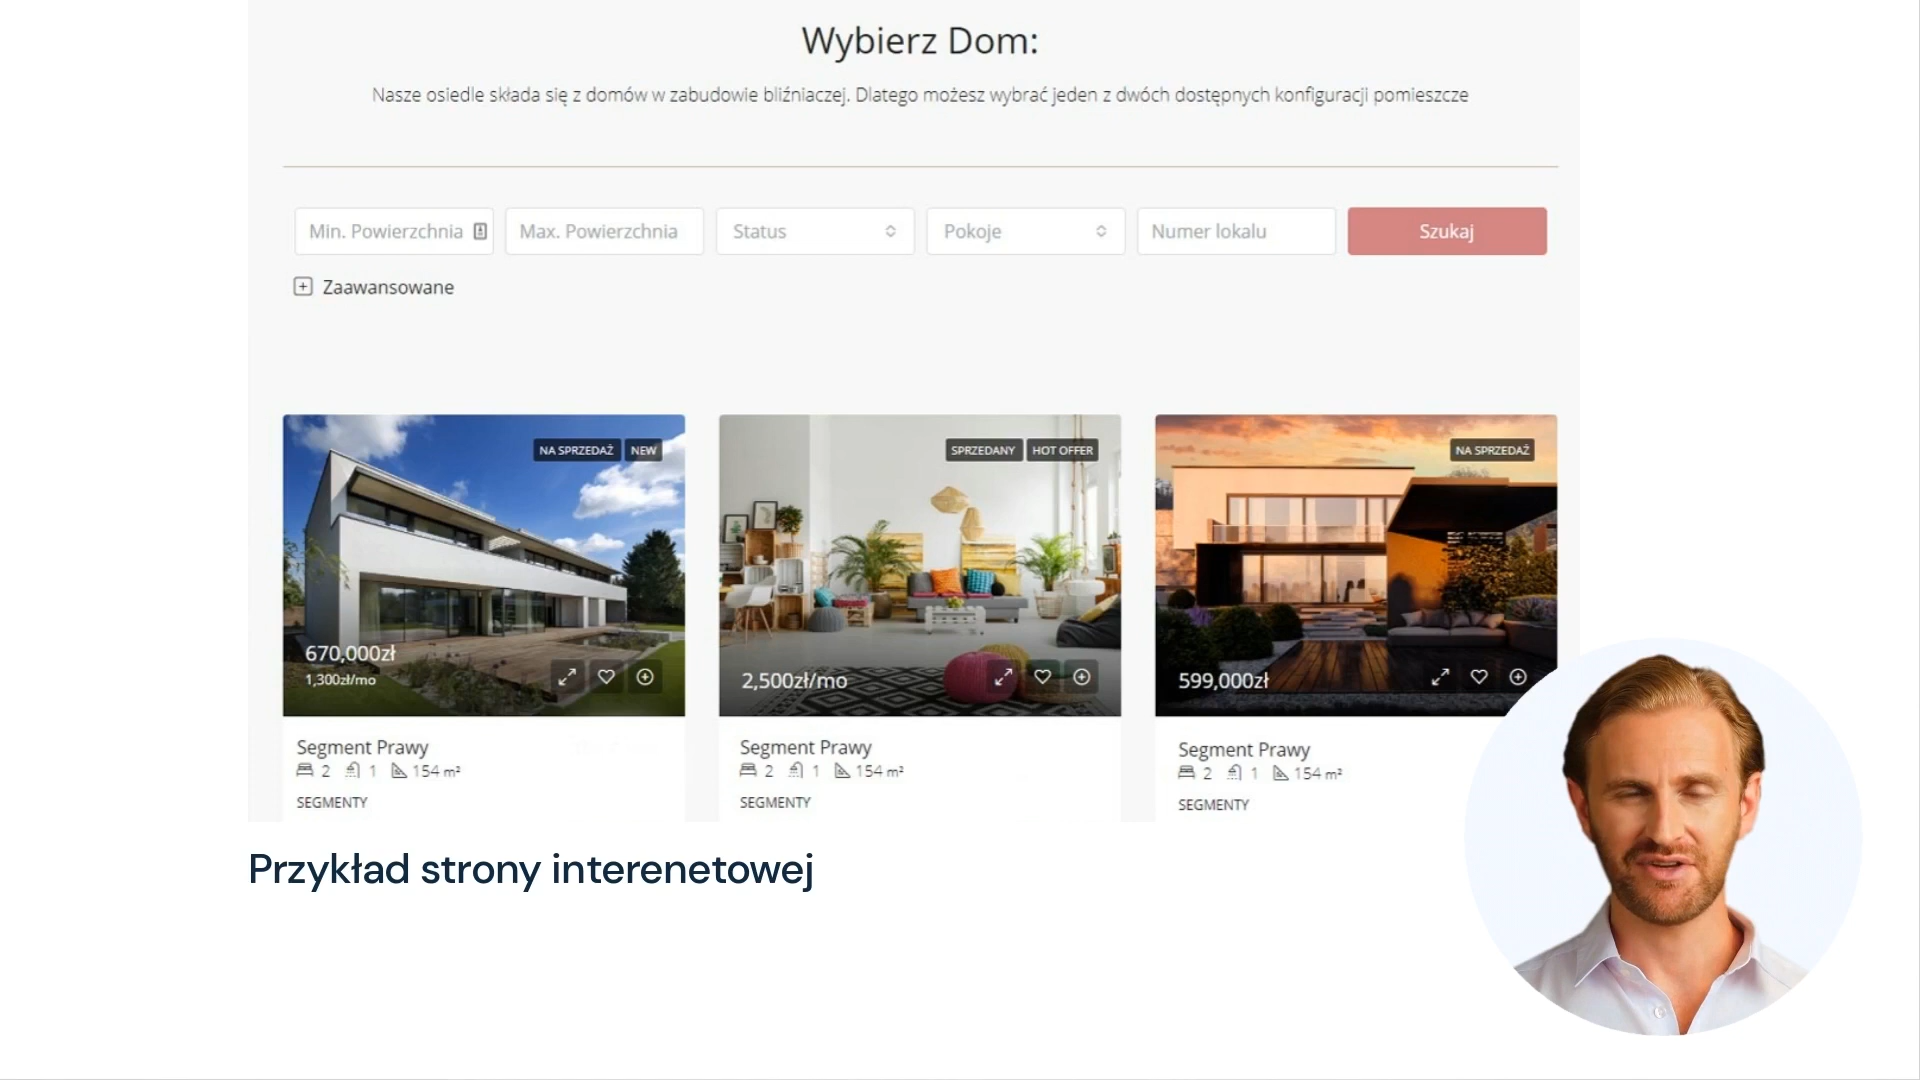 Wybierz Dom:
Nasze osiedle składa się z domów w zabudowie bliźniaczej. Dlatego możesz wybrać jeden z dwóch dostępnych konfiguracji pomieszcze
Min. Powierzchnia
Max. Powierzchnia
Status
Pokoje
Numer lokalu
Szukaj
Zaawansowane
NA SPRZEDAŻ
NEW
670,000zł
1,300zł/mo
Segment Prawy
2 1 154 m²
SEGMENTY
SPRZEDANY
HOT OFFER
2,500zł/mo
Segment Prawy
2 1 154 m²
SEGMENTY
NA SPRZEDAŻ
599,000zł
Segment Prawy
2 1 154 m²
SEGMENTY
Przykład strony interenetowej